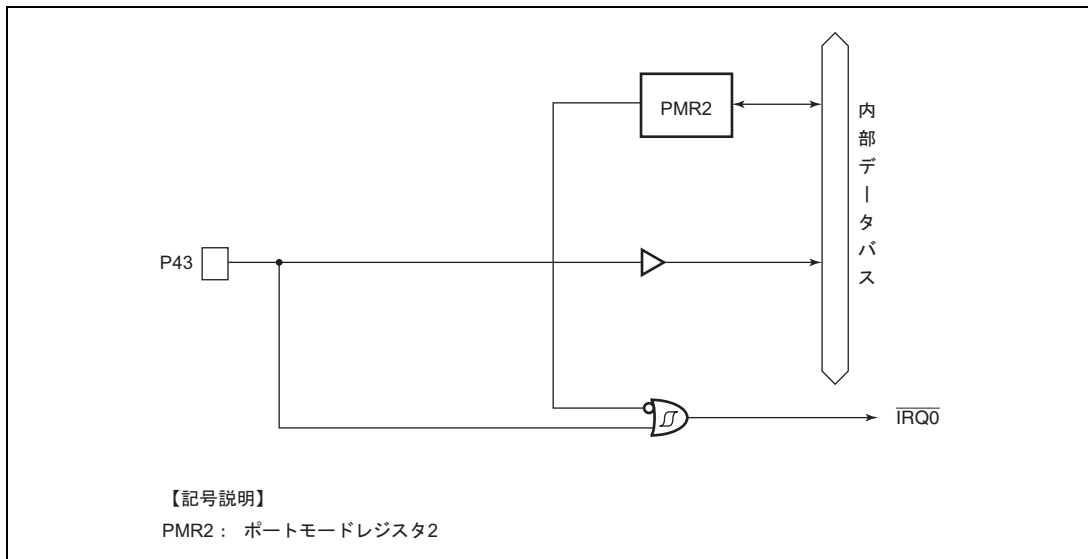 PMR2
内部データバス
P43
IRQ0
【記号説明】
PMR2： ポートモードレジスタ2